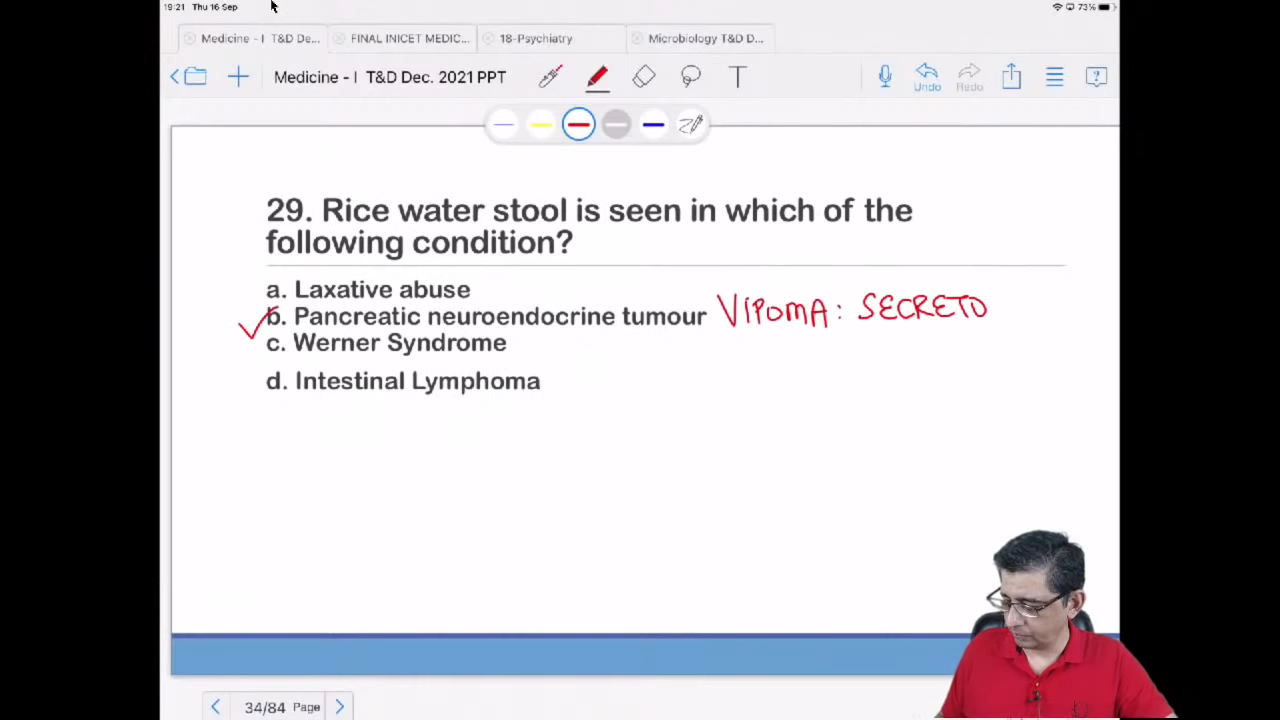 19:21 Thu 16 Sep
73%
Medicine - I T&D De...
FINAL INICET MEDIC...
18-Psychiatry
Microbiology T&D D...
Medicine - I T&D Dec. 2021 PPT
T
Undo
Redo
?
29. Rice water stool is seen in which of the
following condition?
a. Laxative abuse
b. Pancreatic neuroendocrine tumour VIPOMA: SECRETO
c. Werner Syndrome
d. Intestinal Lymphoma
34/84 Page